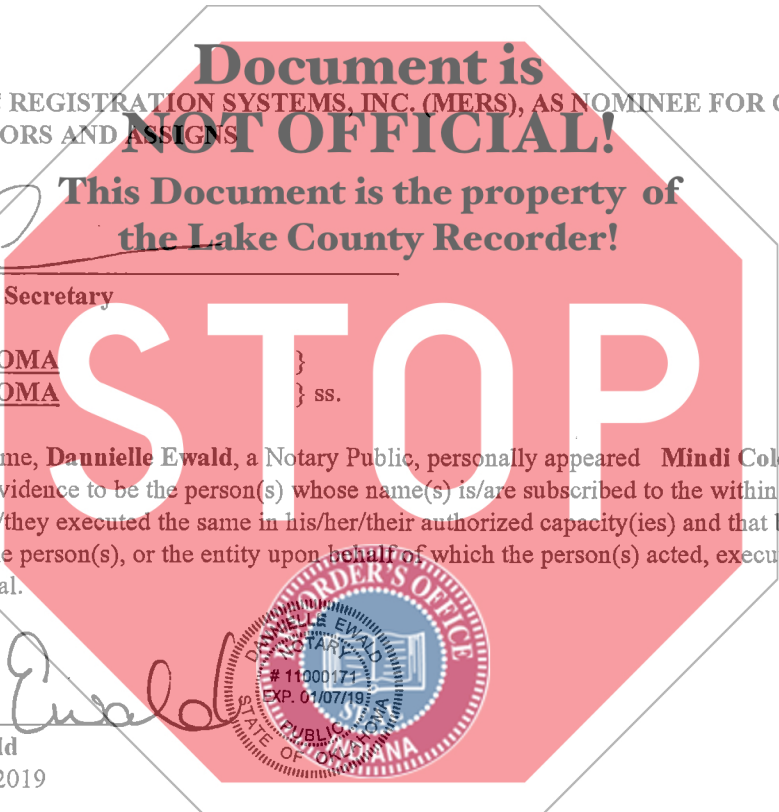 Document is
REGISTRATION SYSTEMS, INC. (MERS), AS NOMINEE FOR
NOT OFFICIAL!
ORS AND ASSIGNS
This Document is the property of
the Lake County Recorder!
Secretary
STOP
OMA }
OMA } ss.
me, Dannielle Ewald, a Notary Public, personally appeared Mindi Col
vidence to be the person(s) whose name(s) is/are subscribed to the within
/they executed the same in his/her/their authorized capacity(ies) and that
e person(s), or the entity upon behalf of which the person(s) acted, execu
al.
RECORDER'S OFFICE
SEAL
INDIANA
DANNIELLE EWALD
NOTARY
# 11000171
EXP. 01/07/19
PUBLIC
STATE OF OKLAHOMA
Ewald
ld
2019